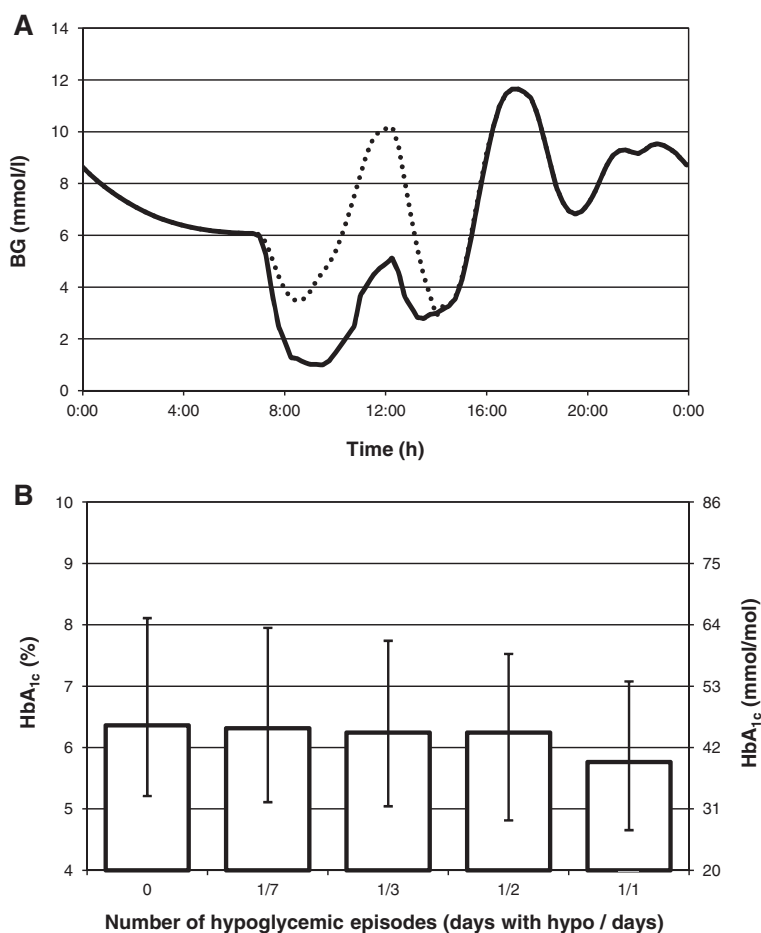 A
14
12
10
8
6
4
2
0
BG (mmol/l)
0:00 4:00 8:00 12:00 16:00 20:00 0:00
Time (h)
B
10
9
8
7
6
5
4
HbA1c (%)
86
75
64
53
42
31
20
HbA1c (mmol/mol)
0 1/7 1/3 1/2 1/1
Number of hypoglycemic episodes (days with hypo / days)